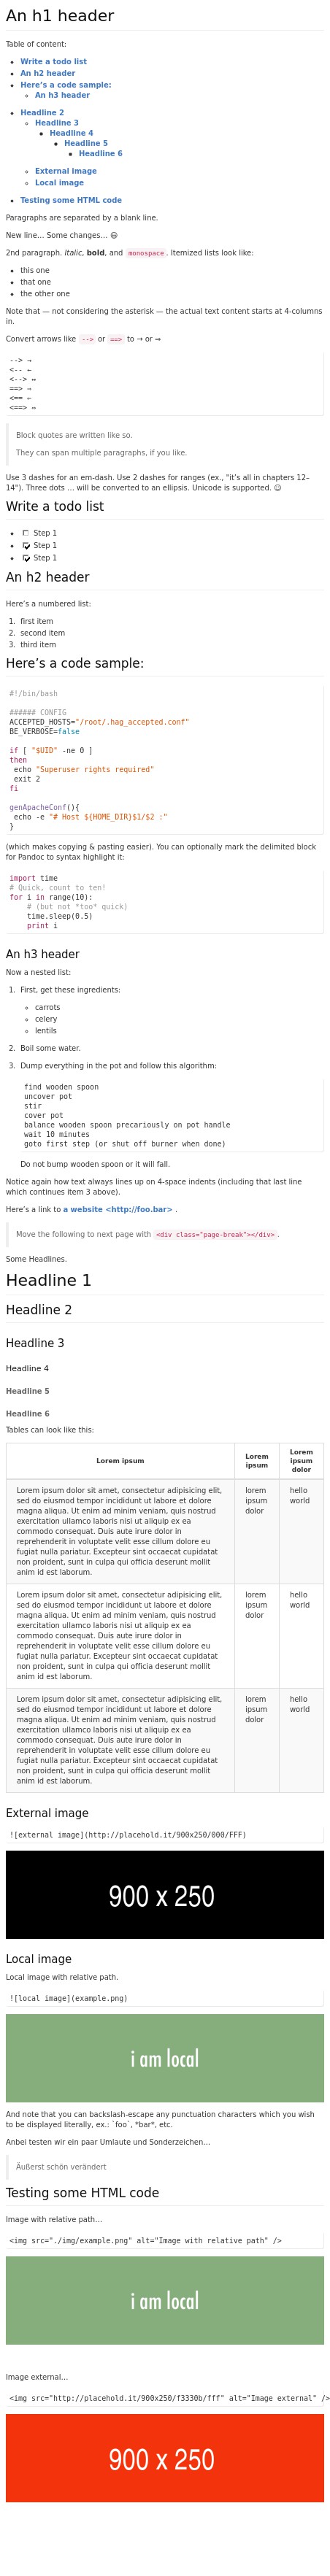 An h1 header
Table of content:
• Write a todo list
• An h2 header
• Here’s a code sample:
◦ An h3 header
• Headline 2
◦ Headline 3
▪ Headline 4
▪ Headline 5
▪ Headline 6
◦ External image
◦ Local image
• Testing some HTML code
Paragraphs are separated by a blank line.
New line… Some changes… 😃
2nd paragraph. Italic, bold, and monospace. Itemized lists look like:
• this one
• that one
• the other one
Note that — not considering the asterisk — the actual text content starts at 4-columns
in.
Convert arrows like --> or ==> to → or ⇒
--> →
<-- ←
<--> ↔
==> ⇒
<== ⇐
<==> ⇔
Block quotes are written like so.
They can span multiple paragraphs, if you like.
Use 3 dashes for an em-dash. Use 2 dashes for ranges (ex., "it’s all in chapters 12–
14"). Three dots … will be converted to an ellipsis. Unicode is supported. ☺
Write a todo list
• ☐ Step 1
• ☑ Step 1
• ☑ Step 1
An h2 header
Here’s a numbered list:
1. first item
2. second item
3. third item
Here’s a code sample:
#!/bin/bash
###### CONFIG
ACCEPTED_HOSTS="/root/.hag_accepted.conf"
BE_VERBOSE=false
if [ "$UID" -ne 0 ]
then
echo "Superuser rights required"
exit 2
fi
genApacheConf(){
echo -e "# Host ${HOME_DIR}$1/$2 :"
}
(which makes copying & pasting easier). You can optionally mark the delimited block
for Pandoc to syntax highlight it:
import time
# Quick, count to ten!
for i in range(10):
# (but not *too* quick)
time.sleep(0.5)
print i
An h3 header
Now a nested list:
1. First, get these ingredients:
◦ carrots
◦ celery
◦ lentils
2. Boil some water.
3. Dump everything in the pot and follow this algorithm:
find wooden spoon
uncover pot
stir
cover pot
balance wooden spoon precariously on pot handle
wait 10 minutes
goto first step (or shut off burner when done)
Do not bump wooden spoon or it will fall.
Notice again how text always lines up on 4-space indents (including that last line
which continues item 3 above).
Here’s a link to a website <http://foo.bar> .
Move the following to next page with <div class="page-break"></div>.
Some Headlines.
Headline 1
Headline 2
Headline 3
Headline 4
Headline 5
Headline 6
Tables can look like this:
Lorem ipsum
Lorem
ipsum
Lorem
ipsum
dolor
Lorem ipsum dolor sit amet, consectetur adipisicing elit,
sed do eiusmod tempor incididunt ut labore et dolore
magna aliqua. Ut enim ad minim veniam, quis nostrud
exercitation ullamco laboris nisi ut aliquip ex ea
commodo consequat. Duis aute irure dolor in
reprehenderit in voluptate velit esse cillum dolore eu
fugiat nulla pariatur. Excepteur sint occaecat cupidatat
non proident, sunt in culpa qui officia deserunt mollit
anim id est laborum.
lorem
ipsum
dolor
hello
world
Lorem ipsum dolor sit amet, consectetur adipisicing elit,
sed do eiusmod tempor incididunt ut labore et dolore
magna aliqua. Ut enim ad minim veniam, quis nostrud
exercitation ullamco laboris nisi ut aliquip ex ea
commodo consequat. Duis aute irure dolor in
reprehenderit in voluptate velit esse cillum dolore eu
fugiat nulla pariatur. Excepteur sint occaecat cupidatat
non proident, sunt in culpa qui officia deserunt mollit
anim id est laborum.
lorem
ipsum
dolor
hello
world
Lorem ipsum dolor sit amet, consectetur adipisicing elit,
sed do eiusmod tempor incididunt ut labore et dolore
magna aliqua. Ut enim ad minim veniam, quis nostrud
exercitation ullamco laboris nisi ut aliquip ex ea
commodo consequat. Duis aute irure dolor in
reprehenderit in voluptate velit esse cillum dolore eu
fugiat nulla pariatur. Excepteur sint occaecat cupidatat
non proident, sunt in culpa qui officia deserunt mollit
anim id est laborum.
lorem
ipsum
dolor
hello
world
External image
![external image](http://placehold.it/900x250/000/FFF)
900 x 250
Local image
Local image with relative path.
![local image](example.png)
i am local
And note that you can backslash-escape any punctuation characters which you wish
to be displayed literally, ex.: `foo`, *bar*, etc.
Anbei testen wir ein paar Umlaute und Sonderzeichen…
Äußerst schön verändert
Testing some HTML code
Image with relative path…
<img src="./img/example.png" alt="Image with relative path" />
i am local
Image external…
<img src="http://placehold.it/900x250/f3330b/fff" alt="Image external" />
900 x 250